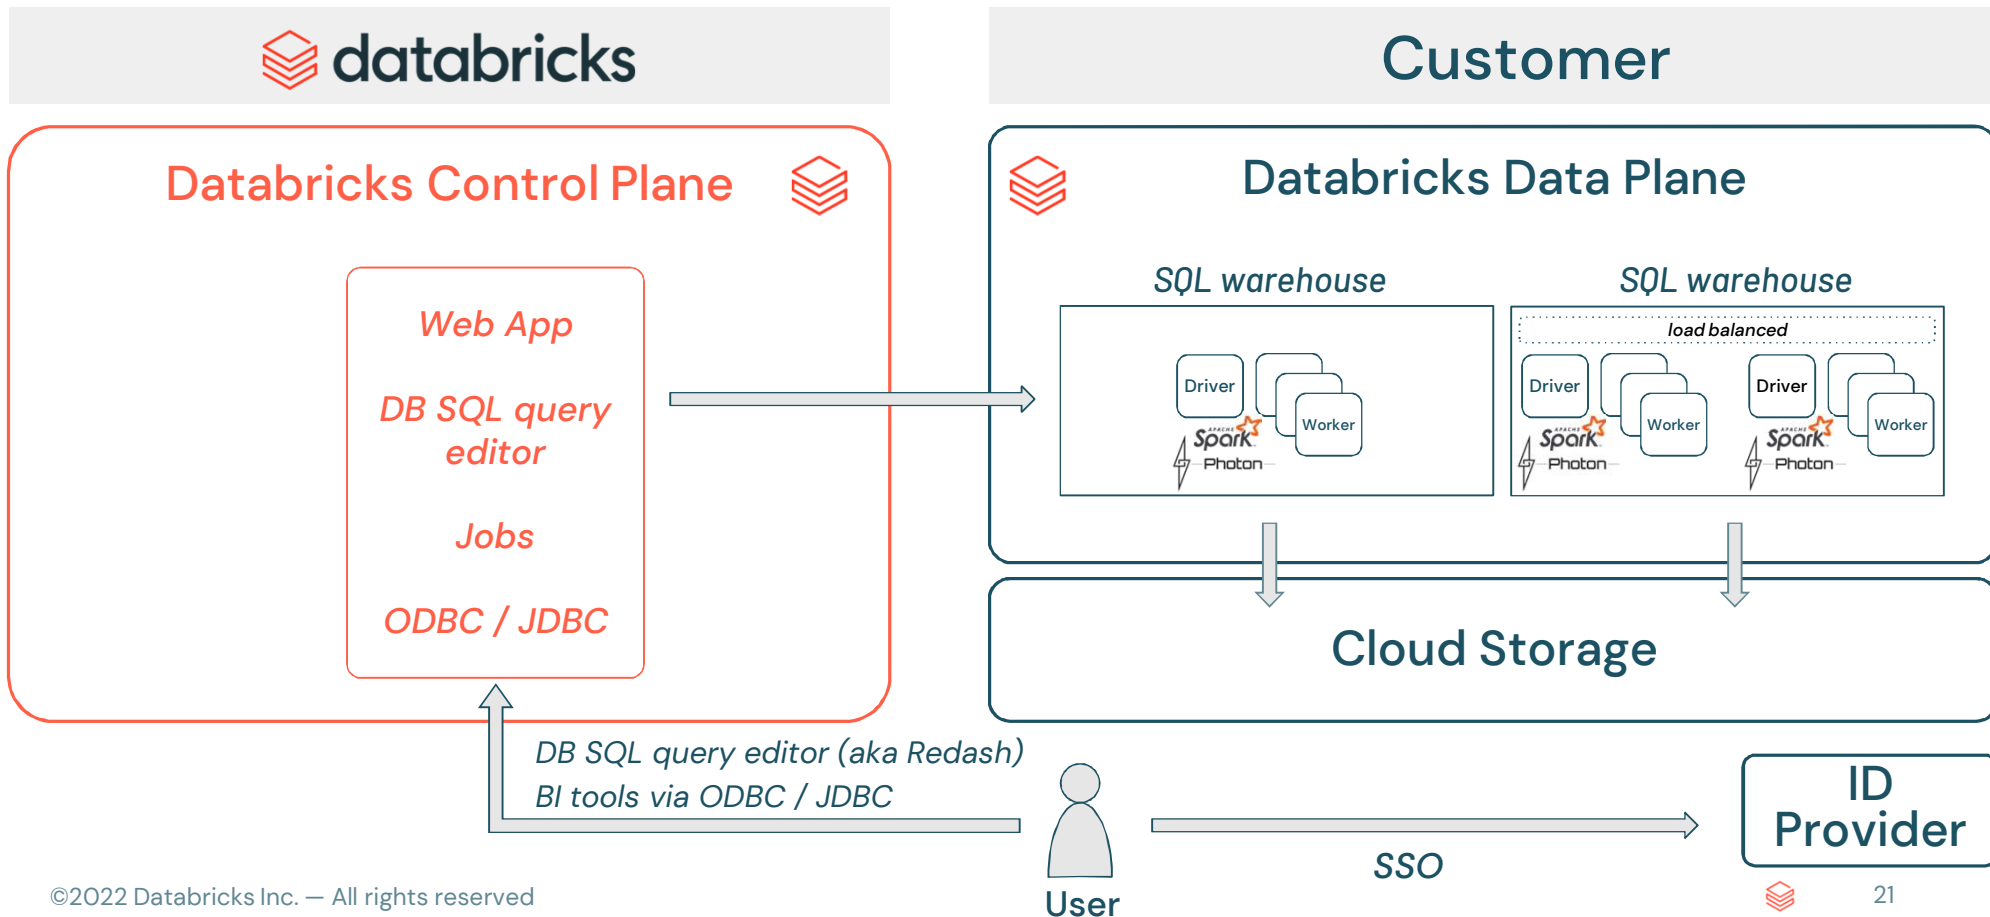 databricks
Customer
Databricks Control Plane
Web App
DB SQL query
editor
Jobs
ODBC / JDBC
Databricks Data Plane
SQL warehouse
Driver
Worker
APACHE
Spark
Photon
SQL warehouse
load balanced
Driver
Worker
APACHE
Spark
Photon
Driver
Worker
APACHE
Spark
Photon
Cloud Storage
DB SQL query editor (aka Redash)
BI tools via ODBC / JDBC
User
SSO
ID
Provider
©2022 Databricks Inc. — All rights reserved
21